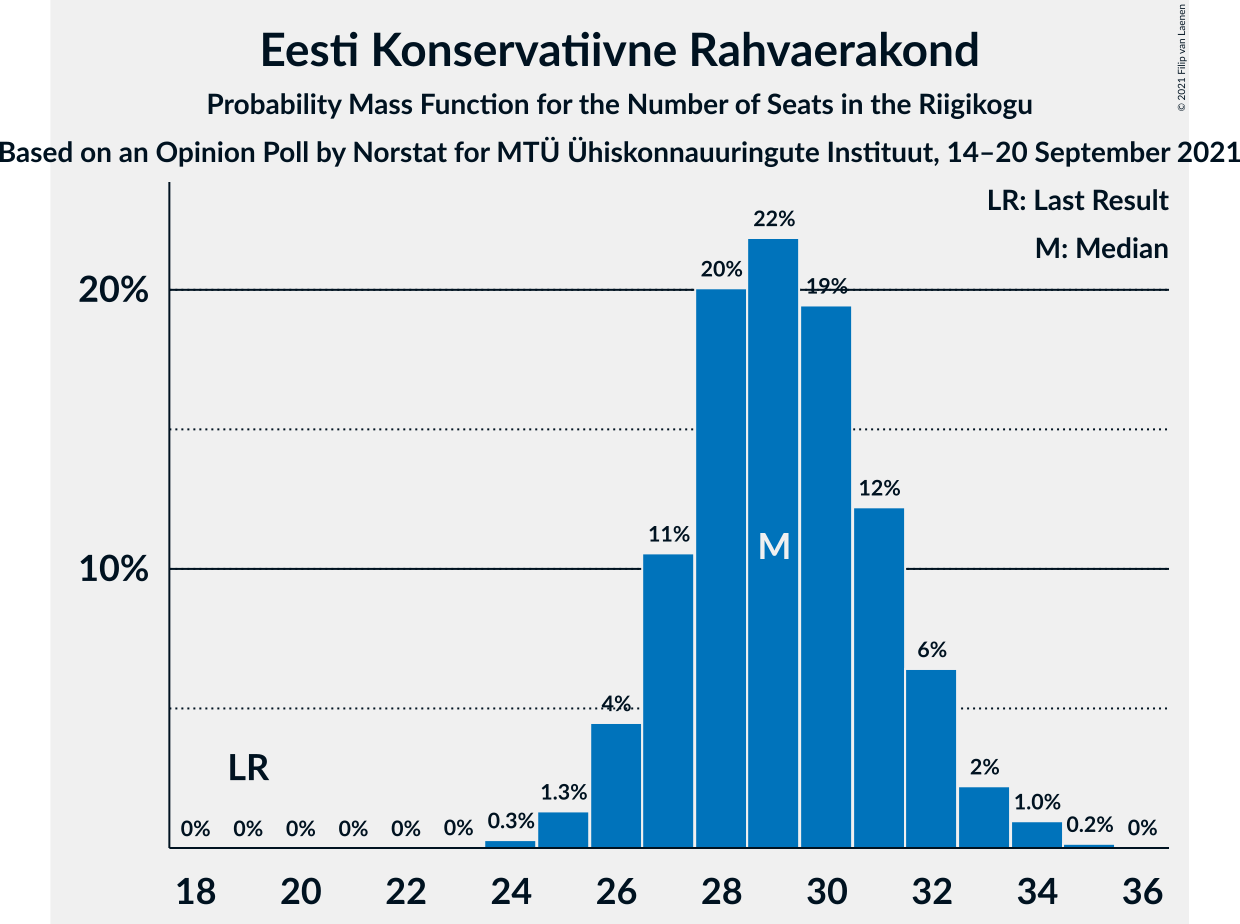 Eesti Konservatiivne Rahvaerakond
Probability Mass Function for the Number of Seats in the Riigikogu
Based on an Opinion Poll by Norstat for MTÜ Ühiskonnauuringute Instituut, 14–20 September 2021
© 2021 Filip van Laenen
LR: Last Result
M: Median
20%
10%
22%
20%
19%
12%
11%
M
6%
4%
LR
2%
1.3%
1.0%
0% 0% 0% 0% 0% 0% 0.3% 0.2% 0%
18 20 22 24 26 28 30 32 34 36